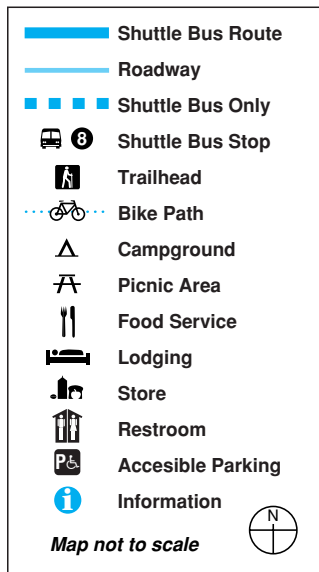 Shuttle Bus Route
Roadway
Shuttle Bus Only
8 Shuttle Bus Stop
Trailhead
Bike Path
Campground
Picnic Area
Food Service
Lodging
Store
Restroom
P Accesible Parking
i Information
Map not to scale
N